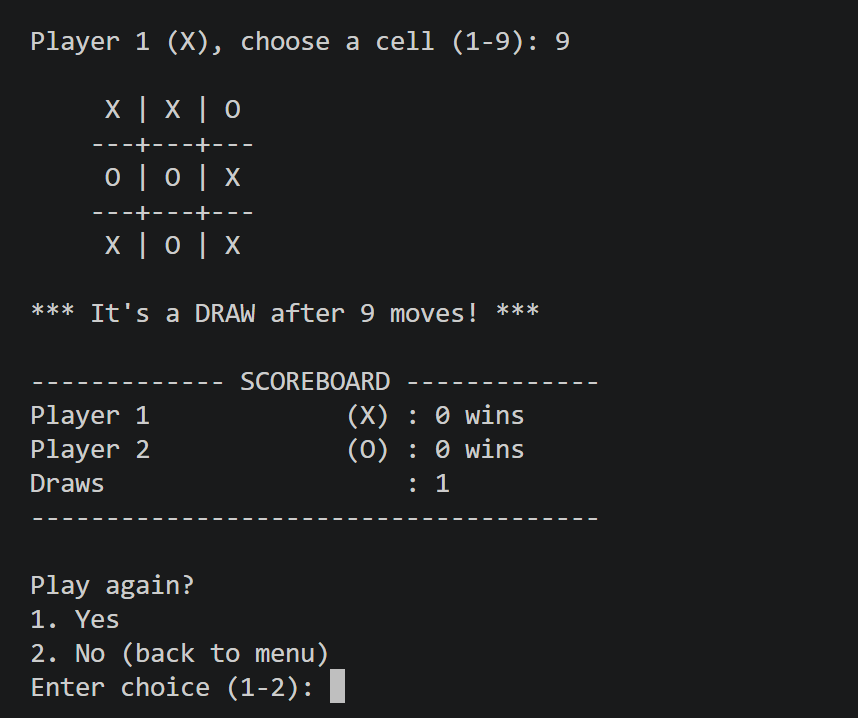 Player 1 (X), choose a cell (1-9): 9
     X | X | O
    ---+---+---
     O | O | X
    ---+---+---
     X | O | X
*** It's a DRAW after 9 moves! ***
------------- SCOREBOARD -------------
Player 1             (X) : 0 wins
Player 2             (O) : 0 wins
Draws                    : 1
--------------------------------------
Play again?
1. Yes
2. No (back to menu)
Enter choice (1-2):